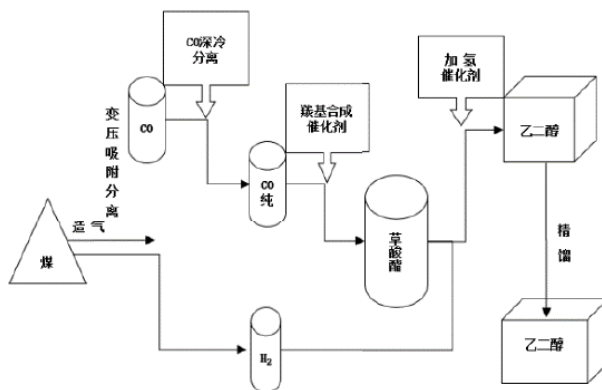 CO深冷
分离
加 氢
催化剂
变压吸附分离
CO
羰基合成
催化剂
乙二醇
CO
纯
造 气
煤
草酸酯
精馏
H₂
乙二醇